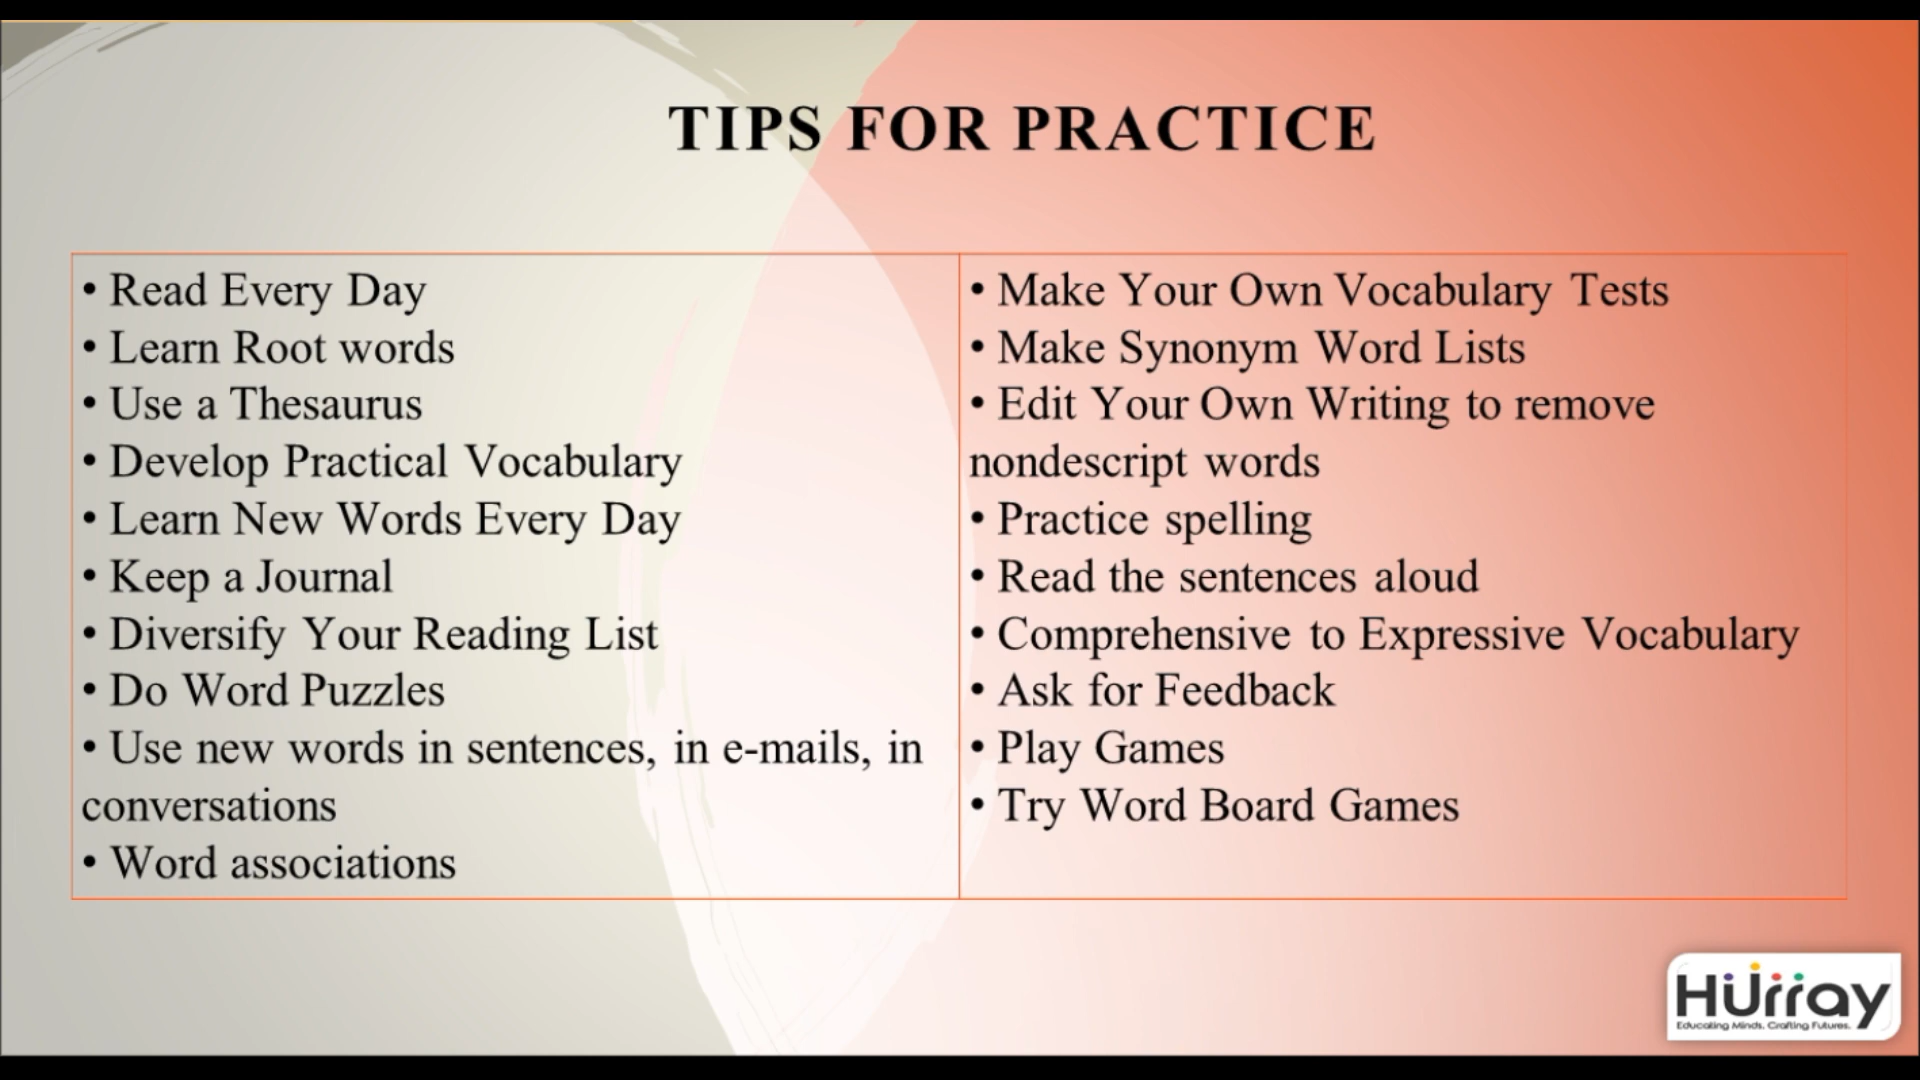 TIPS FOR PRACTICE
• Read Every Day
• Learn Root words
• Use a Thesaurus
• Develop Practical Vocabulary
• Learn New Words Every Day
• Keep a Journal
• Diversify Your Reading List
• Do Word Puzzles
• Use new words in sentences, in e-mails, in
conversations
• Word associations
• Make Your Own Vocabulary Tests
• Make Synonym Word Lists
• Edit Your Own Writing to remove
nondescript words
• Practice spelling
• Read the sentences aloud
• Comprehensive to Expressive Vocabulary
• Ask for Feedback
• Play Games
• Try Word Board Games
Hurray
Educating Minds. Crafting Futures.